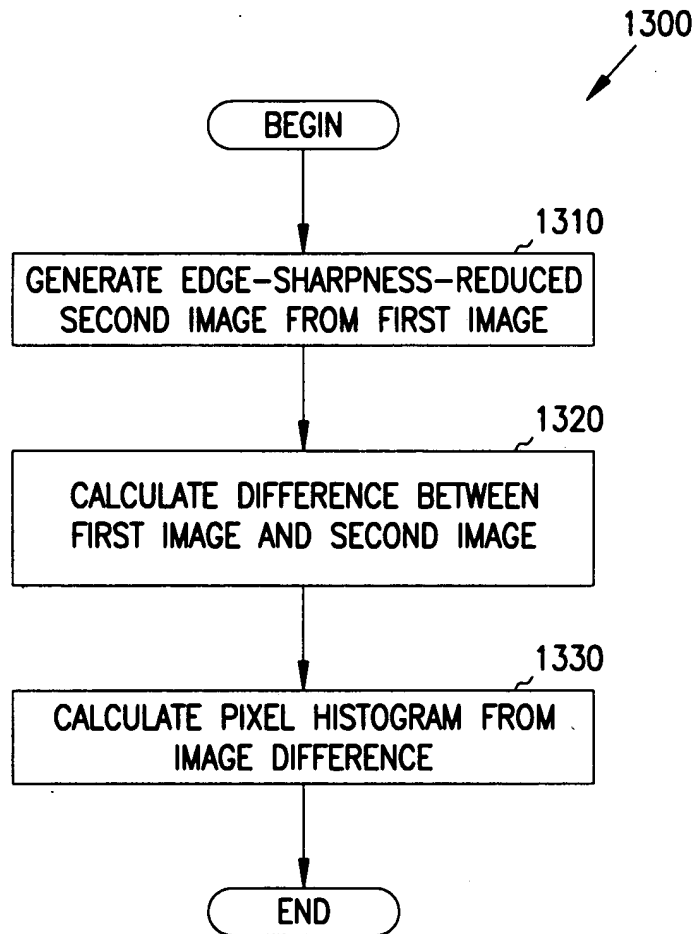 1300
BEGIN
1310
GENERATE EDGE-SHARPNESS-REDUCED
SECOND IMAGE FROM FIRST IMAGE
1320
CALCULATE DIFFERENCE BETWEEN
FIRST IMAGE AND SECOND IMAGE
1330
CALCULATE PIXEL HISTOGRAM FROM
IMAGE DIFFERENCE
END